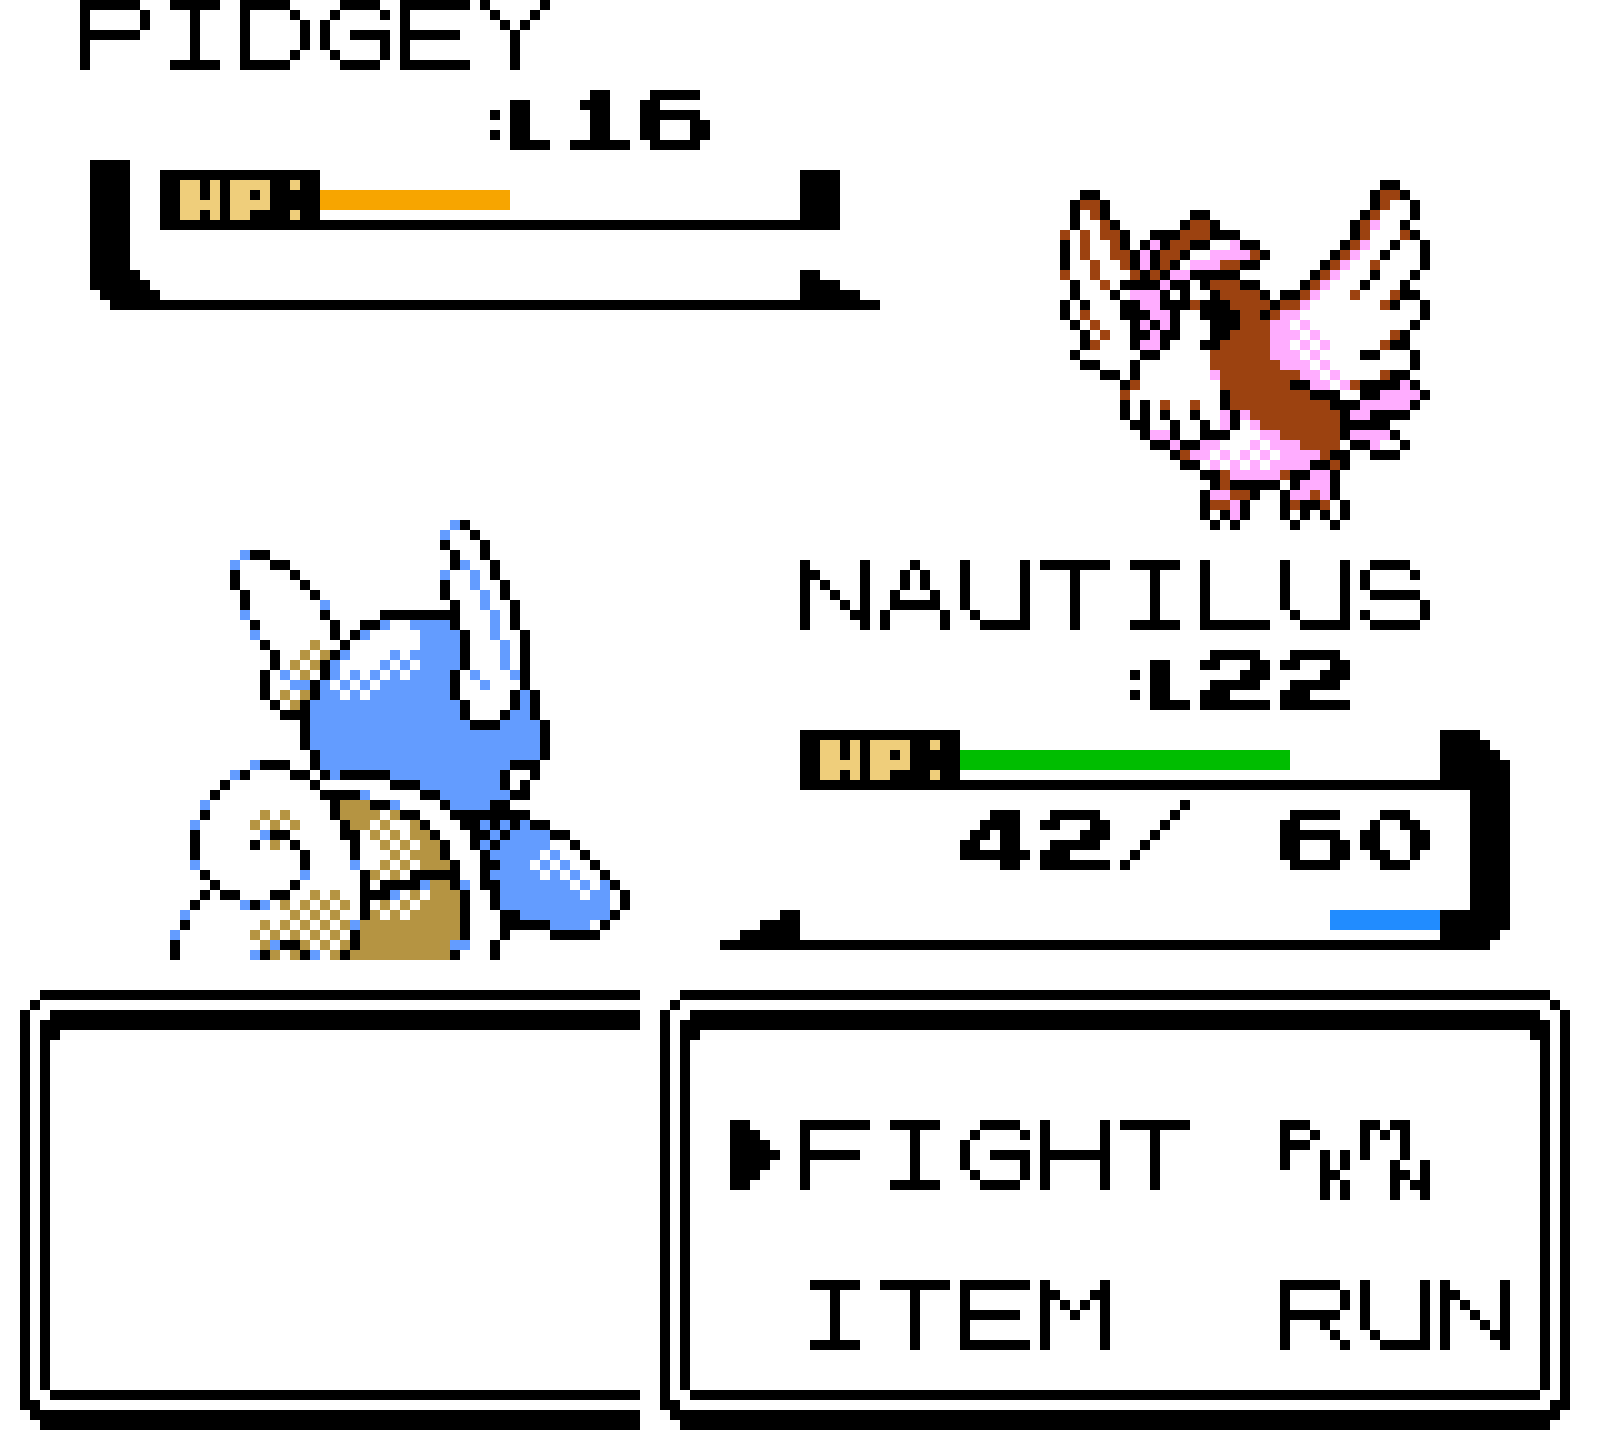 PIDGEY
:L16
HP:
NAUTILUS
:L22
HP:
42/ 60
▶FIGHT PKMN
ITEM RUN